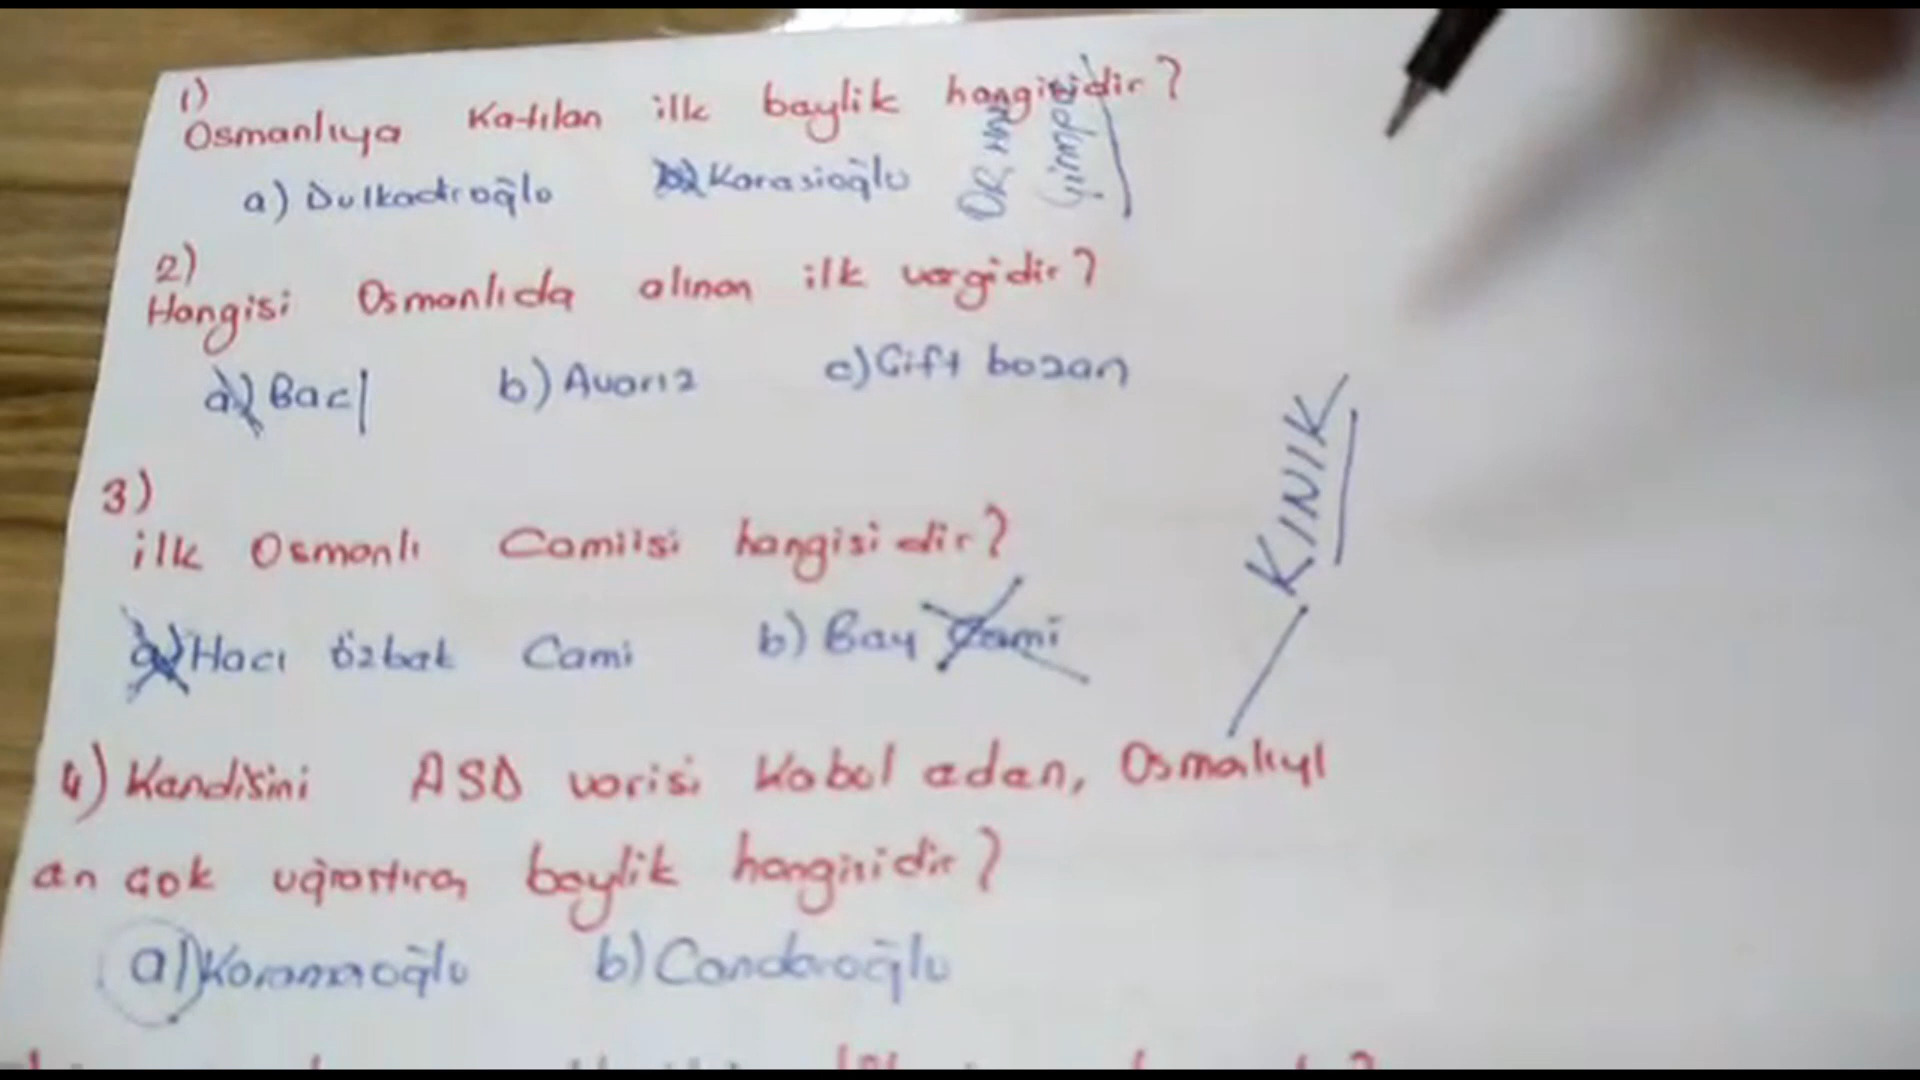 1)
Osmanlıya Katılan ilk beylik hangisidir?
a) Dulkadiroğlu b) Karasioğlu
2)
Hangisi Osmanlıda alınan ilk vergidir?
a) Bac b) Avarız c) Çift bozan
3)
ilk Osmanlı Camiisi hangisidir?
a) Hacı özbek Cami b) Bay Cami
KINIK
4) Kendisini ASD varisi Kabul eden, Osmalıyı
en çok uğraştıran beylik hangisidir?
a) Karamanoğlu b) Candaroğlu